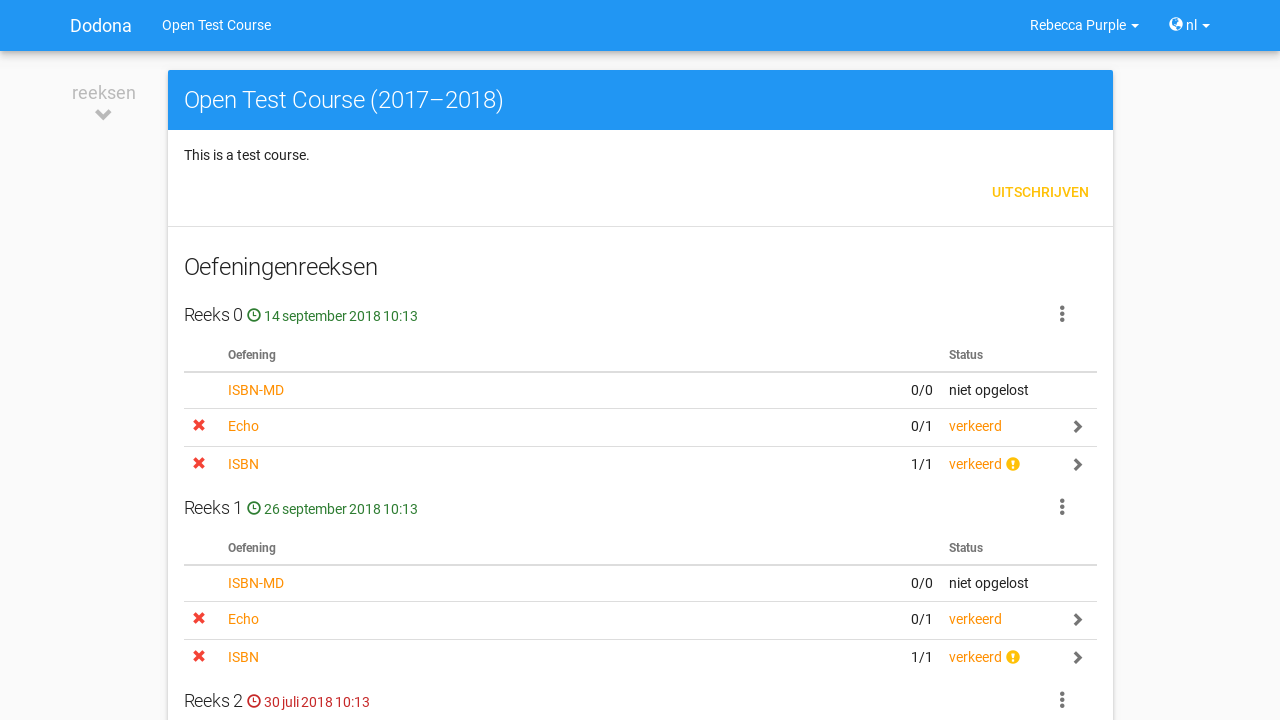 Dodona Open Test Course Rebecca Purple nl
reeksen
Open Test Course (2017–2018)
This is a test course.
UITSCHRIJVEN
Oefeningenreeksen
Reeks 0 14 september 2018 10:13
Oefening Status
ISBN-MD 0/0 niet opgelost
Echo 0/1 verkeerd
ISBN 1/1 verkeerd
Reeks 1 26 september 2018 10:13
Oefening Status
ISBN-MD 0/0 niet opgelost
Echo 0/1 verkeerd
ISBN 1/1 verkeerd
Reeks 2 30 juli 2018 10:13